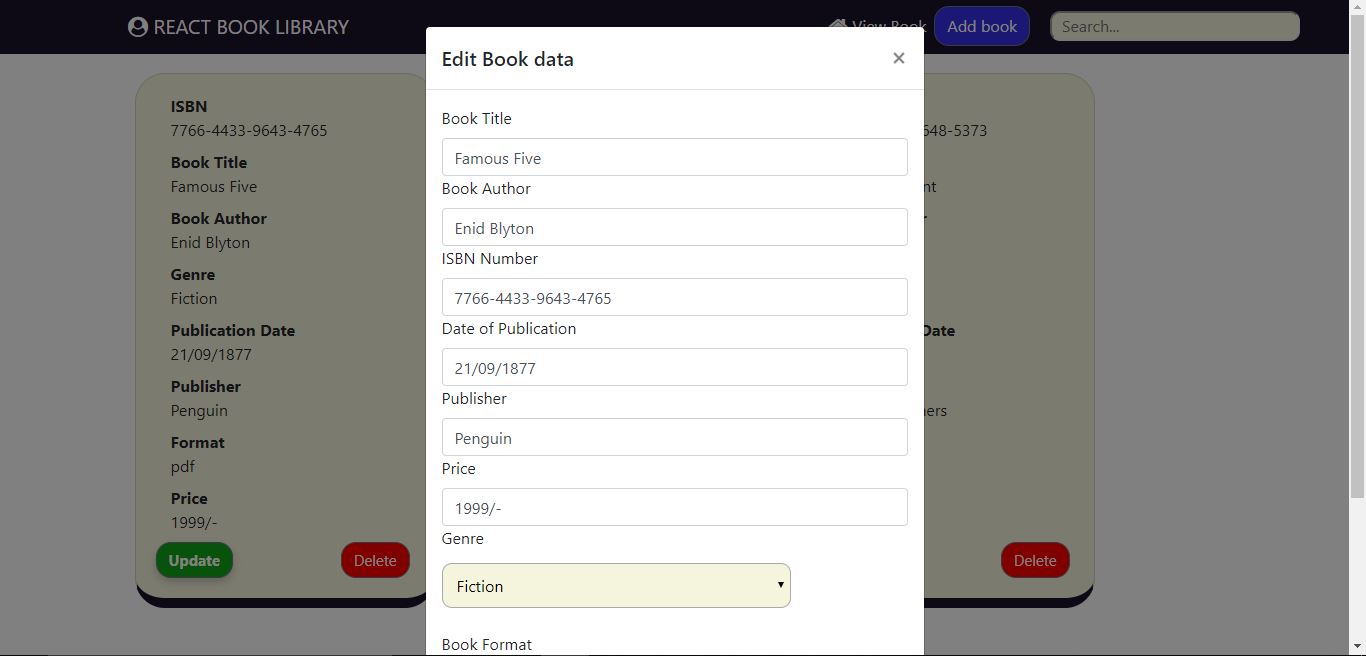 REACT BOOK LIBRARY
View Book
Add book
Search...
Edit Book data
×
Book Title
Famous Five
Book Author
Enid Blyton
ISBN Number
7766-4433-9643-4765
Date of Publication
21/09/1877
Publisher
Penguin
Price
1999/-
Genre
Fiction
Book Format
ISBN
7766-4433-9643-4765
Book Title
Famous Five
Book Author
Enid Blyton
Genre
Fiction
Publication Date
21/09/1877
Publisher
Penguin
Format
pdf
Price
1999/-
Update
Delete
648-5373
nt
Date
ers
Delete